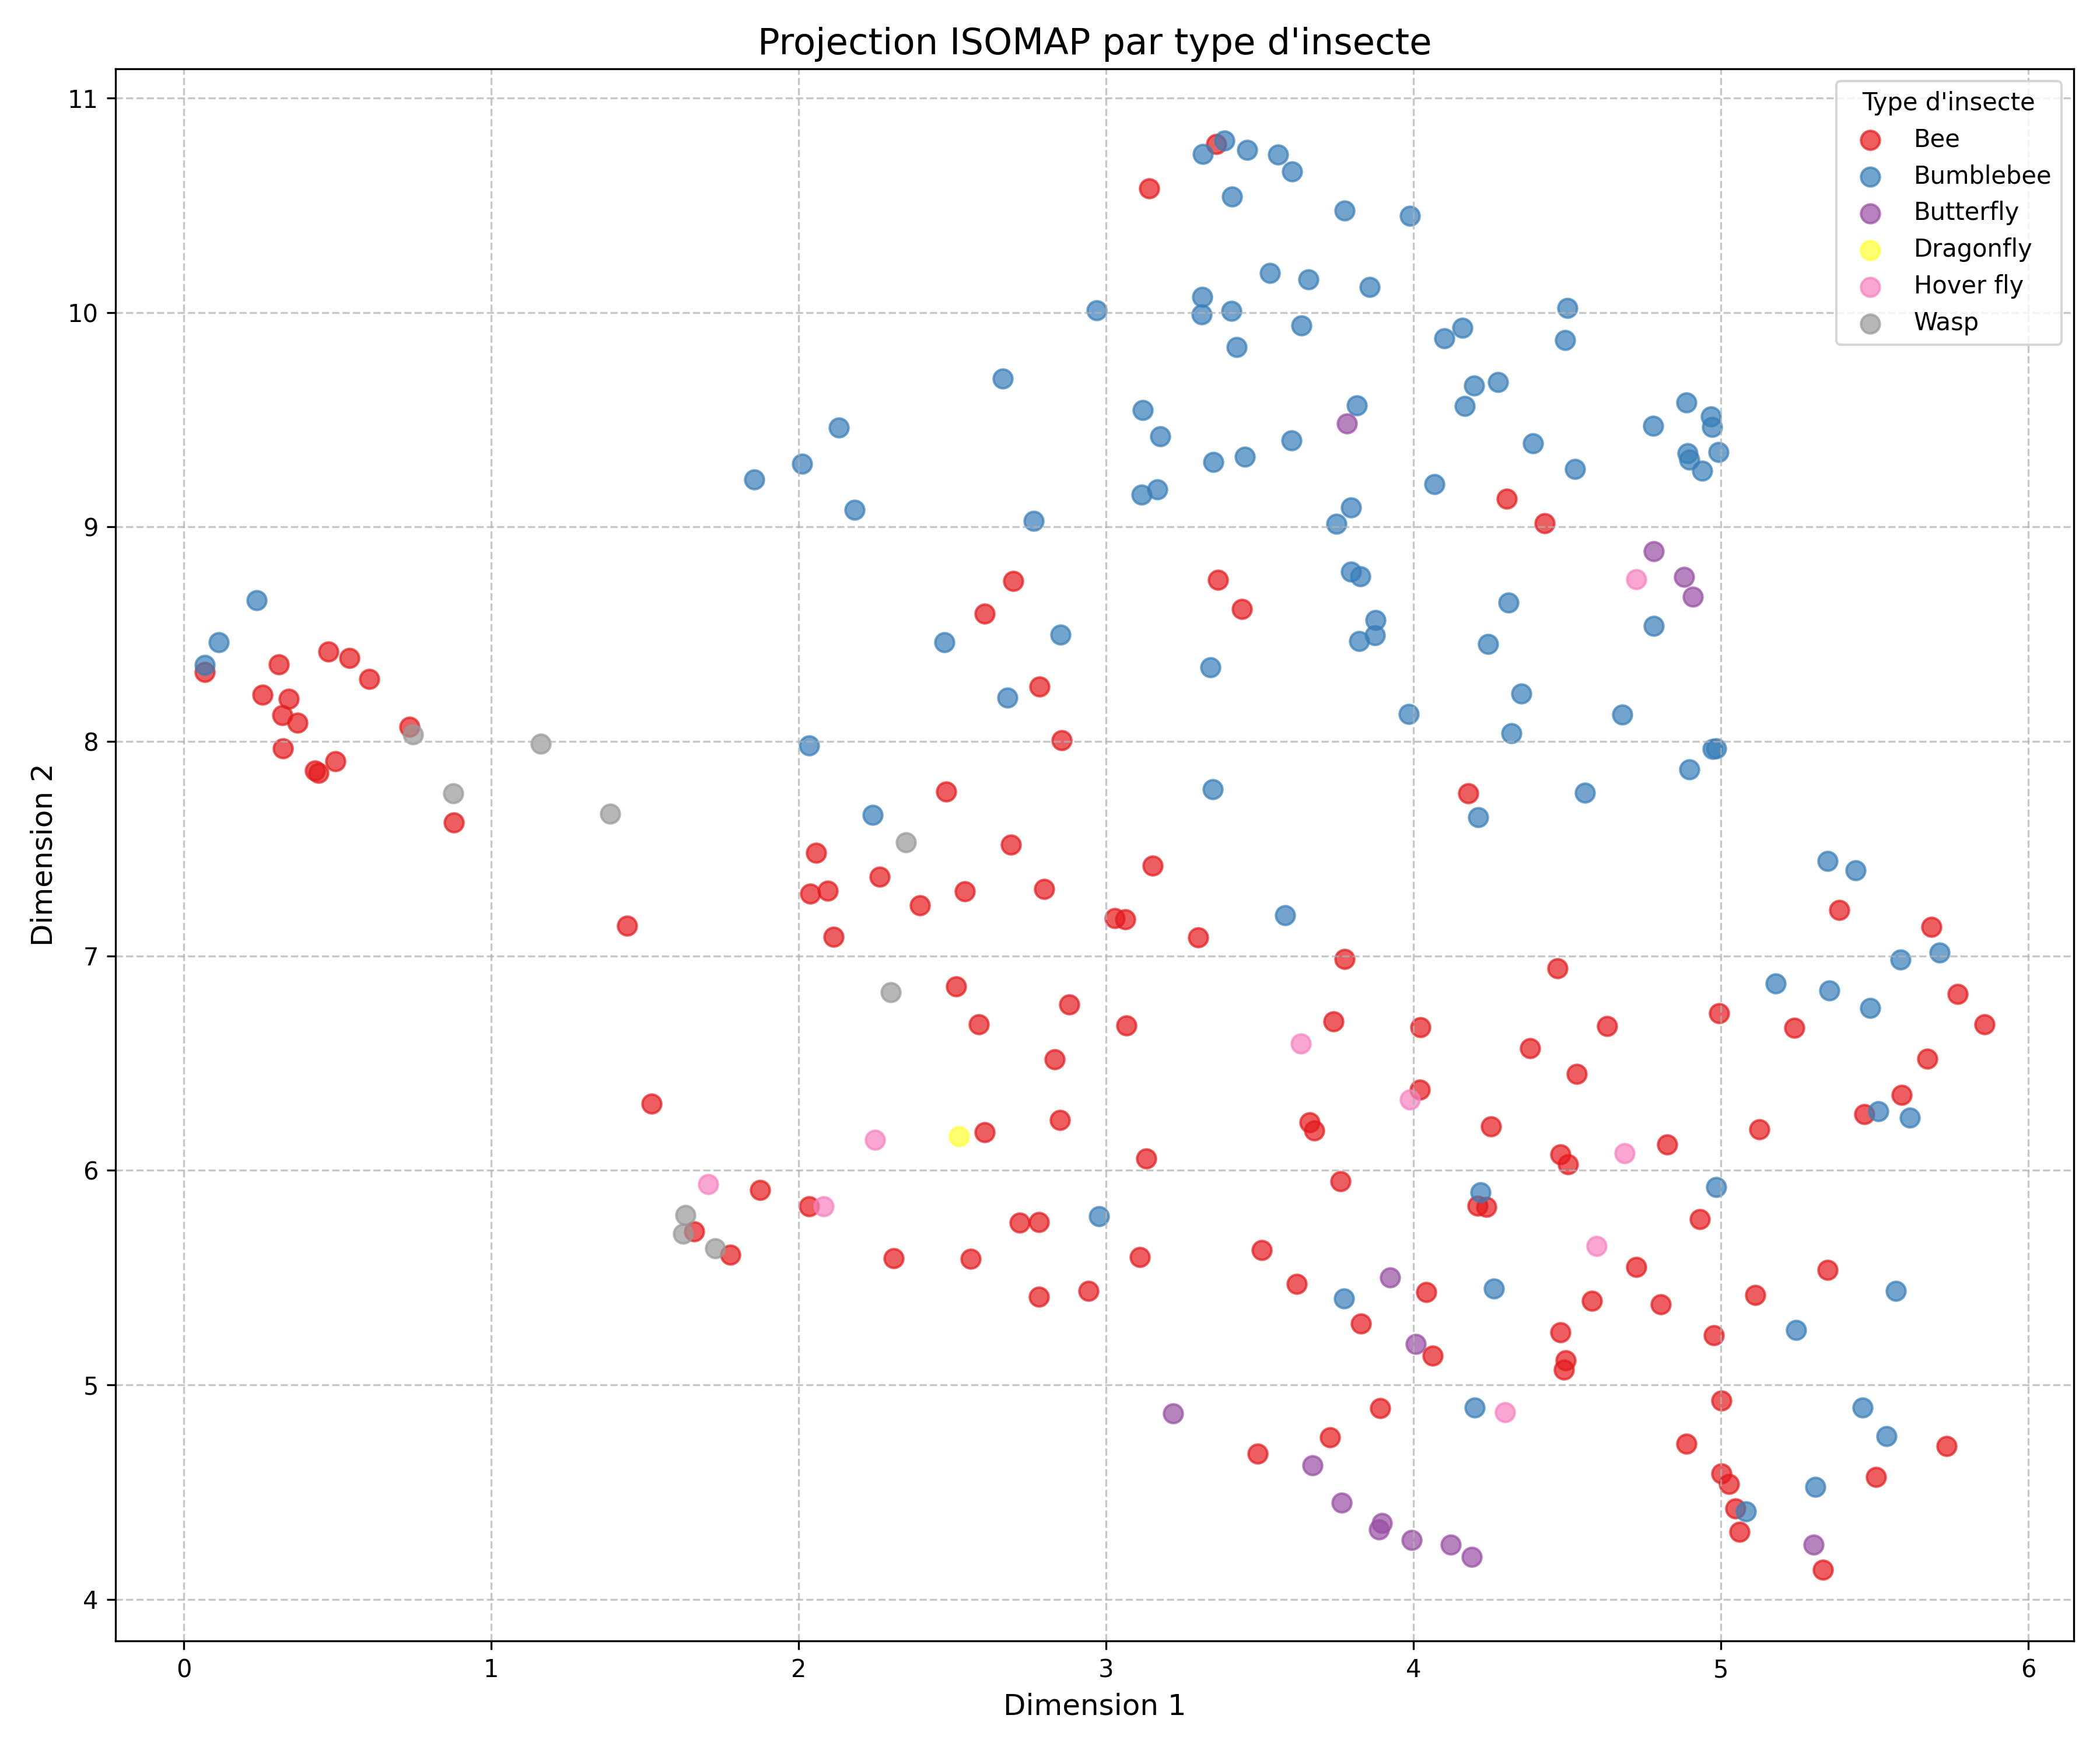 Projection ISOMAP par type d'insecte
Type d'insecte
Bee
Bumblebee
Butterfly
Dragonfly
Hover fly
Wasp
Dimension 2
11
10
9
8
7
6
5
4
0 1 2 3 4 5 6
Dimension 1